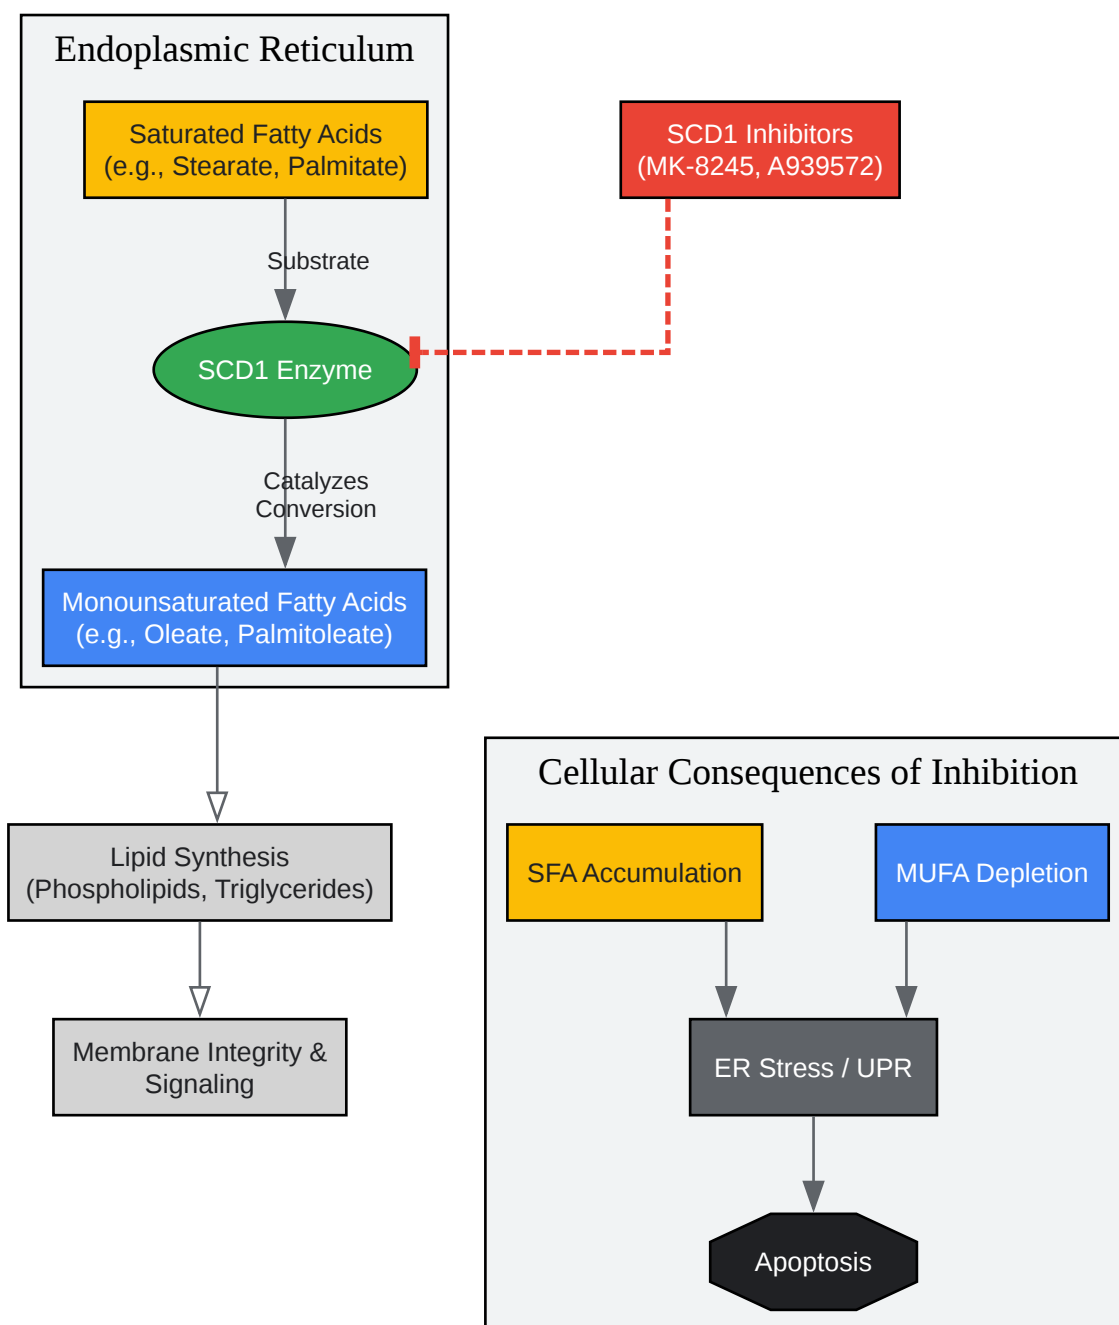 Endoplasmic Reticulum
Saturated Fatty Acids
(e.g., Stearate, Palmitate)
SCD1 Inhibitors
(MK-8245, A939572)
Substrate
SCD1 Enzyme
Catalyzes
Conversion
Monounsaturated Fatty Acids
(e.g., Oleate, Palmitoleate)
Lipid Synthesis
(Phospholipids, Triglycerides)
Membrane Integrity &
Signaling
Cellular Consequences of Inhibition
SFA Accumulation
MUFA Depletion
ER Stress / UPR
Apoptosis